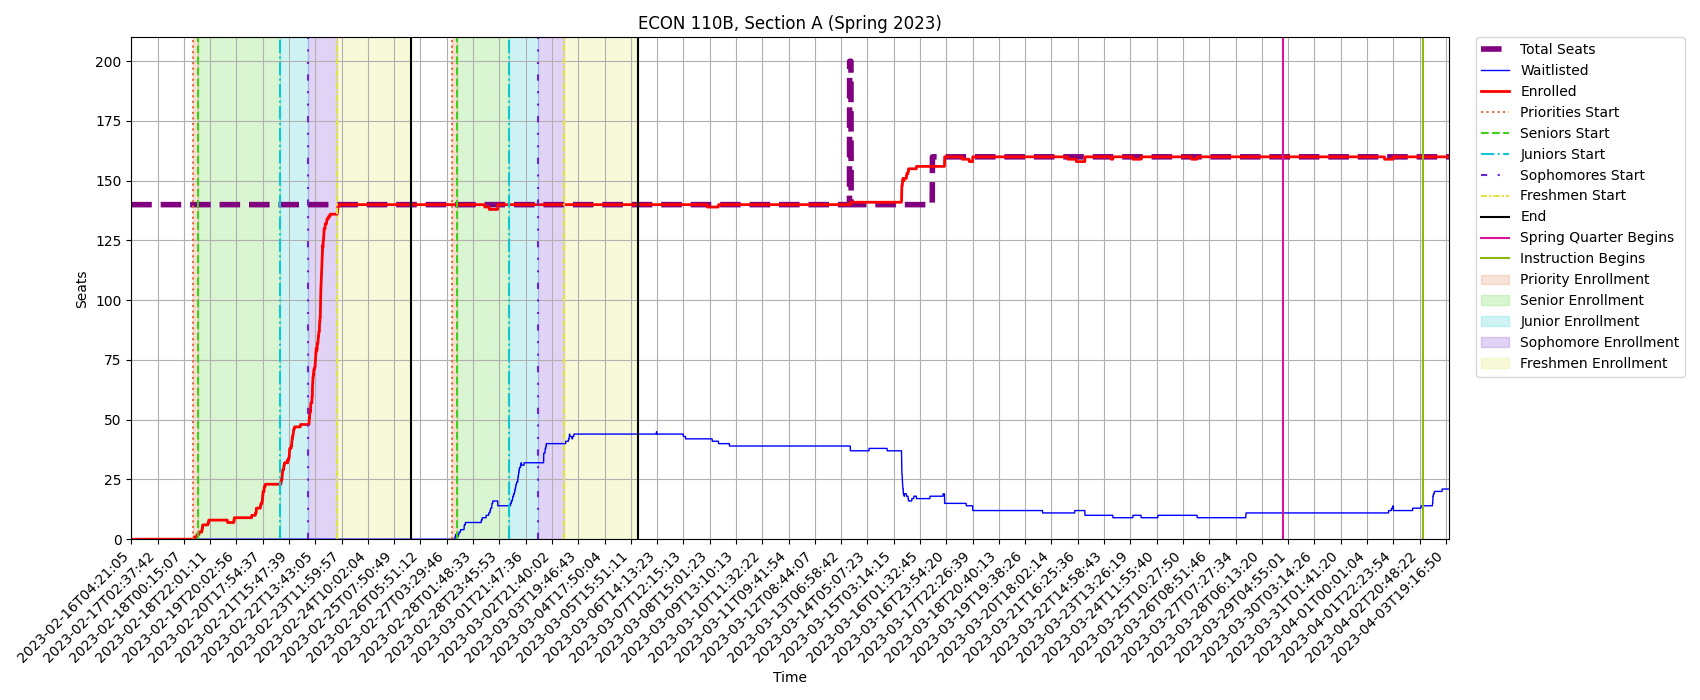 ECON 110B, Section A (Spring 2023)
Seats
200
175
150
125
100
75
50
25
0
2023-02-16T04:21:05
2023-02-17T02:37:42
2023-02-18T00:15:07
2023-02-18T22:01:11
2023-02-19T20:02:56
2023-02-20T17:54:37
2023-02-21T15:47:39
2023-02-22T13:43:05
2023-02-23T11:59:57
2023-02-24T10:02:04
2023-02-25T07:50:49
2023-02-26T05:51:12
2023-02-27T03:29:46
2023-02-28T01:48:33
2023-02-28T23:45:53
2023-03-01T21:47:36
2023-03-02T21:40:02
2023-03-03T19:46:43
2023-03-04T17:50:04
2023-03-05T15:51:11
2023-03-06T14:13:23
2023-03-07T12:15:13
2023-03-08T15:01:23
2023-03-09T13:10:13
2023-03-10T11:32:22
2023-03-11T09:41:54
2023-03-12T08:44:07
2023-03-13T06:58:42
2023-03-14T05:07:23
2023-03-15T03:14:15
2023-03-16T01:32:45
2023-03-16T23:54:20
2023-03-17T22:26:39
2023-03-18T20:40:13
2023-03-19T19:38:26
2023-03-20T18:02:14
2023-03-21T16:25:36
2023-03-22T14:58:43
2023-03-23T13:26:19
2023-03-24T11:55:40
2023-03-25T10:27:50
2023-03-26T08:51:46
2023-03-27T07:27:34
2023-03-28T06:13:20
2023-03-29T04:55:01
2023-03-30T03:14:26
2023-03-31T01:41:20
2023-04-01T00:01:04
2023-04-01T22:23:54
2023-04-02T20:48:22
2023-04-03T19:16:50
Time
Total Seats
Waitlisted
Enrolled
Priorities Start
Seniors Start
Juniors Start
Sophomores Start
Freshmen Start
End
Spring Quarter Begins
Instruction Begins
Priority Enrollment
Senior Enrollment
Junior Enrollment
Sophomore Enrollment
Freshmen Enrollment